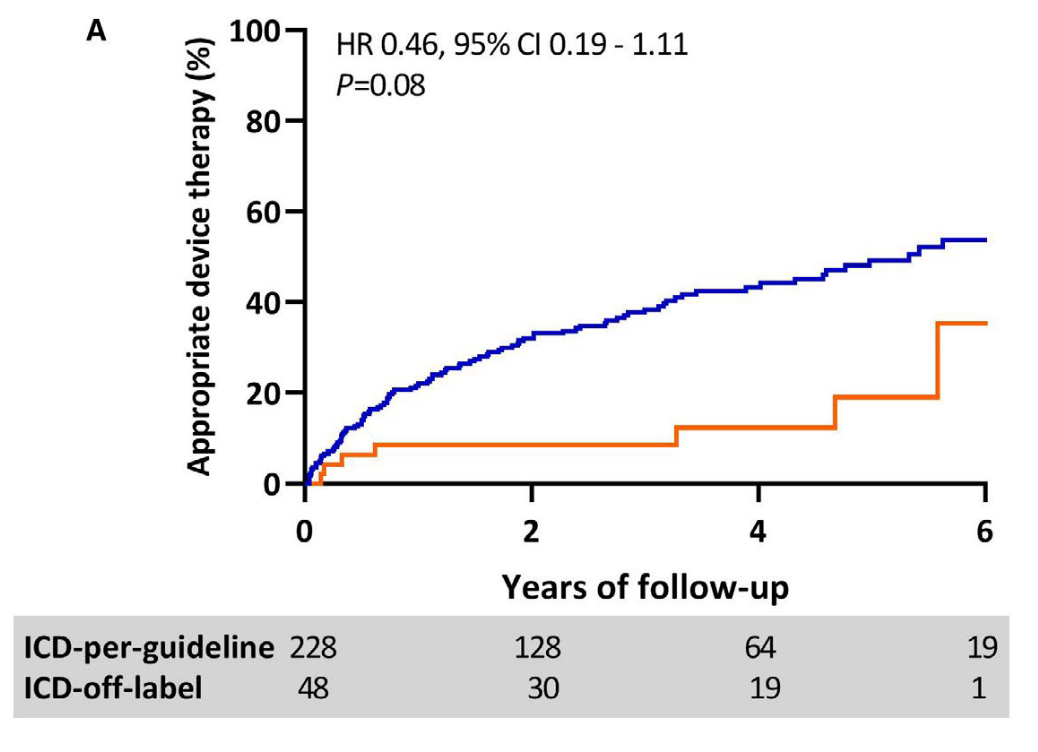 A
HR 0.46, 95% CI 0.19 - 1.11
P=0.08
Appropriate device therapy (%)
100
80
60
40
20
0
0 2 4 6
Years of follow-up
ICD-per-guideline 228 128 64 19
ICD-off-label 48 30 19 1